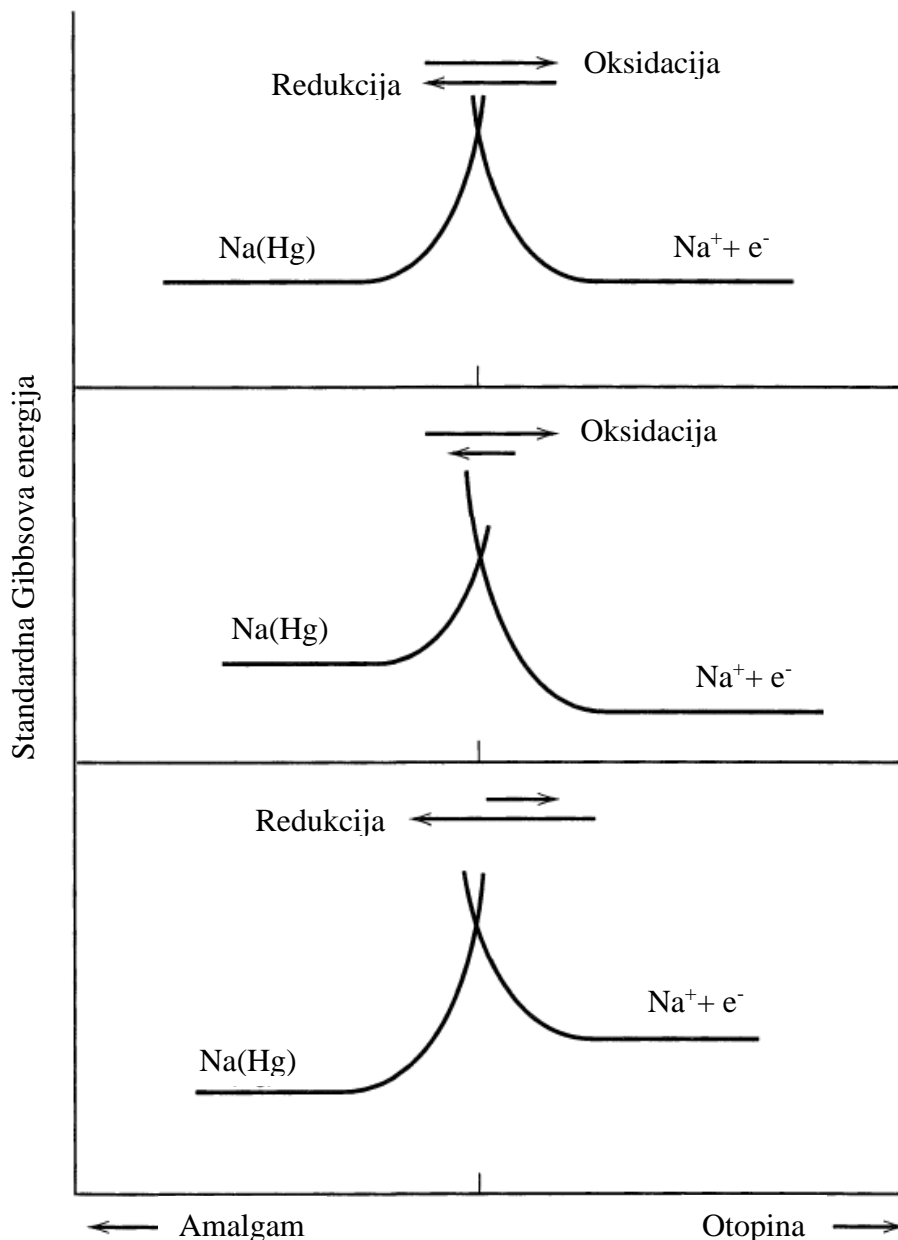 Oksidacija
Redukcija
Na(Hg)
Na⁺+ e⁻
Oksidacija
Na(Hg)
Na⁺+ e⁻
Redukcija
Na⁺+ e⁻
Na(Hg)
Standardna Gibbsova energija
Amalgam
Otopina